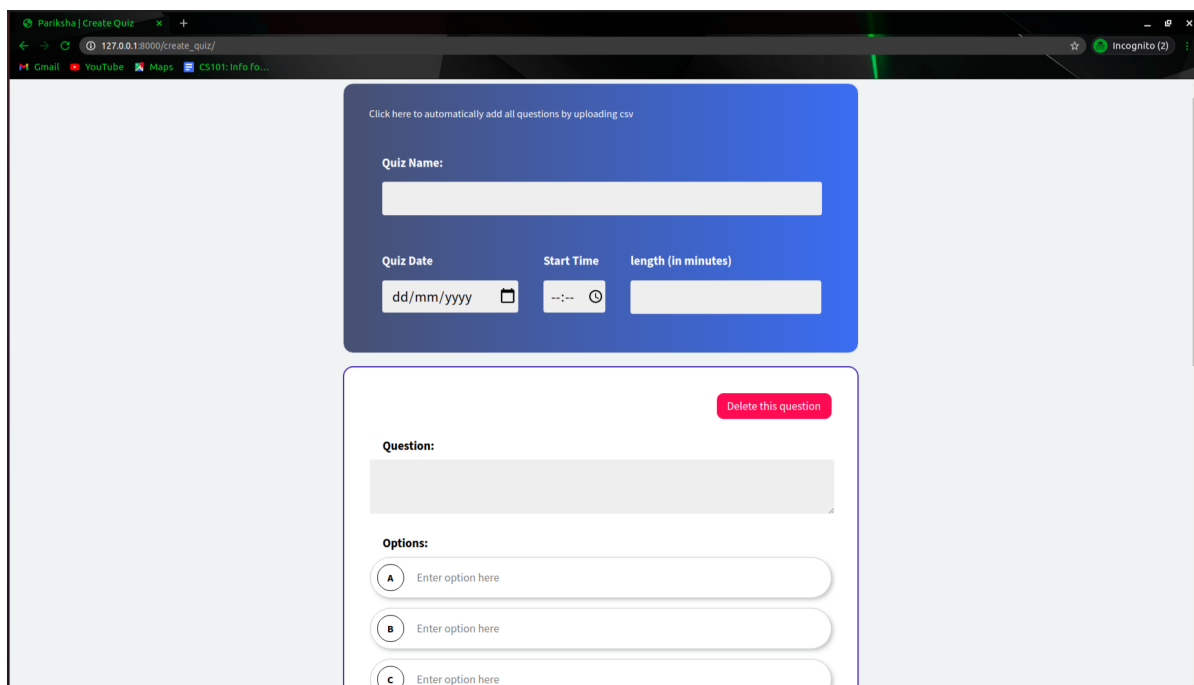 Pariksha | Create Quiz
127.0.0.1:8000/create_quiz/
Incognito (2)
Gmail YouTube Maps CS101: Info fo...
Click here to automatically add all questions by uploading csv
Quiz Name:
Quiz Date Start Time length (in minutes)
dd/mm/yyyy --:--
Delete this question
Question:
Options:
A Enter option here
B Enter option here
C Enter option here